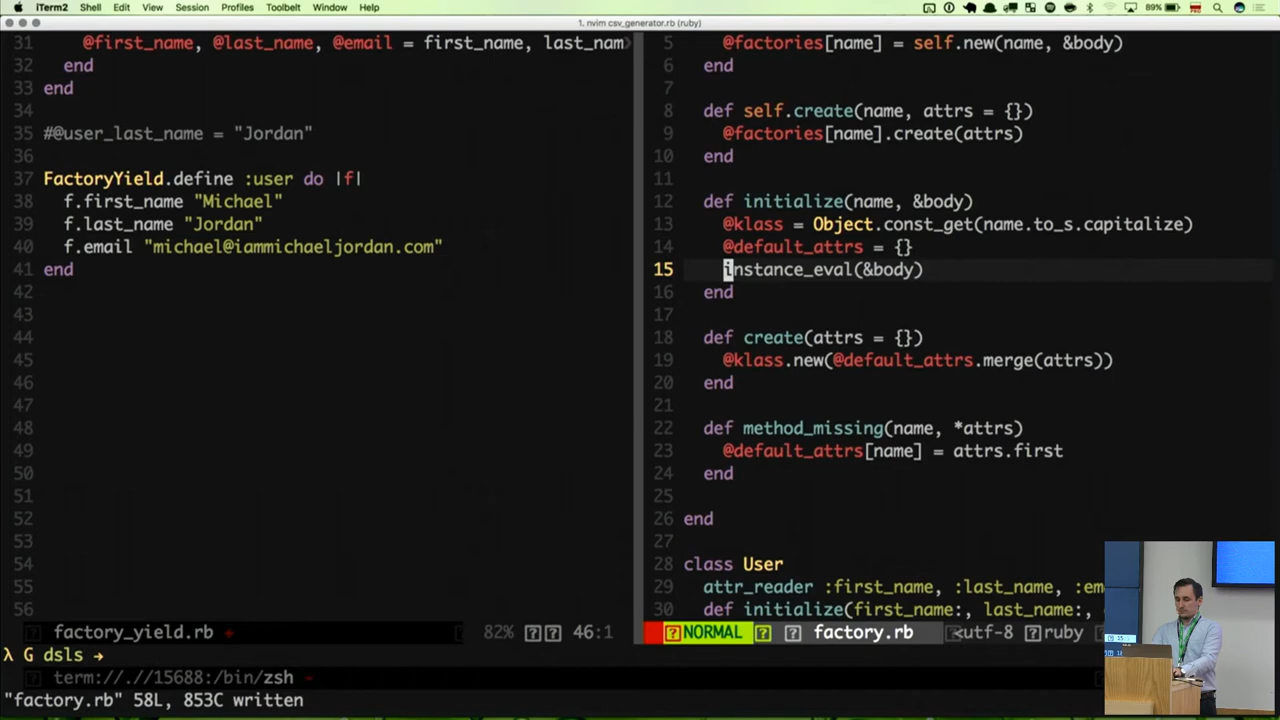 iTerm2 Shell Edit View Session Profiles Toolbelt Window Help
89%
1. nvim csv_generator.rb (ruby)
31 @first_name, @last_name, @email = first_name, last_nam
32 end
33 end
34
35 #@user_last_name = "Jordan"
36
37 FactoryYield.define :user do |f|
38 f.first_name "Michael"
39 f.last_name "Jordan"
40 f.email "michael@iammichaeljordan.com"
41 end
42
43
44
45
46
47
48
49
50
51
52
53
54
55
56
factory_yield.rb + 82% 46:1
5 @factories[name] = self.new(name, &body)
6 end
7
8 def self.create(name, attrs = {})
9 @factories[name].create(attrs)
10 end
11
12 def initialize(name, &body)
13 @klass = Object.const_get(name.to_s.capitalize)
14 @default_attrs = {}
15 instance_eval(&body)
16 end
17
18 def create(attrs = {})
19 @klass.new(@default_attrs.merge(attrs))
20 end
21
22 def method_missing(name, *attrs)
23 @default_attrs[name] = attrs.first
24 end
25
26 end
27
28 class User
29 attr_reader :first_name, :last_name, :em
30 def initialize(first_name:, last_name:,
NORMAL factory.rb <utf-8 ruby
λ G dsls →
term://.//15688:/bin/zsh -
"factory.rb" 58L, 853C written